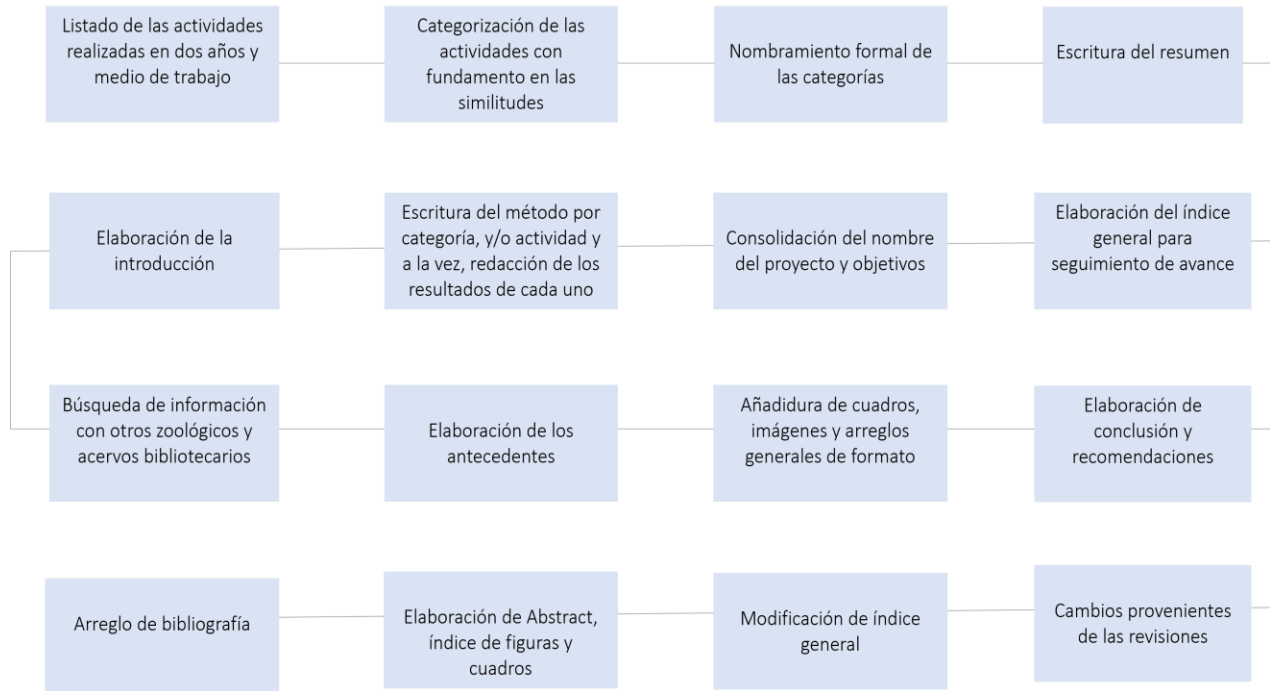 Listado de las actividades
realizadas en dos años y
medio de trabajo
Categorización de las
actividades con
fundamento en las
similitudes
Nombramiento formal de
las categorías
Escritura del resumen
Elaboración de la
introducción
Escritura del método por
categoría, y/o actividad y
a la vez, redacción de los
resultados de cada uno
Consolidación del nombre
del proyecto y objetivos
Elaboración del índice
general para
seguimiento de avance
Búsqueda de información
con otros zoológicos y
acervos bibliotecarios
Elaboración de los
antecedentes
Añadidura de cuadros,
imágenes y arreglos
generales de formato
Elaboración de
conclusión y
recomendaciones
Arreglo de bibliografía
Elaboración de Abstract,
índice de figuras y
cuadros
Modificación de índice
general
Cambios provenientes
de las revisiones